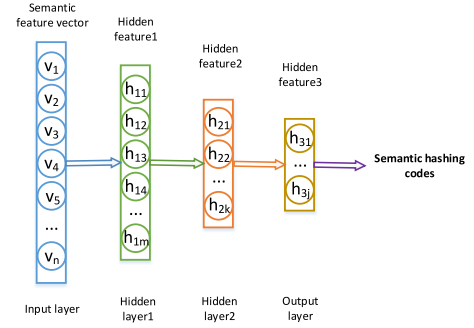 Semantic
feature vector
Hidden
feature1
Hidden
feature2
Hidden
feature3
v1
v2
v3
v4
v5
...
vn
h11
h12
h13
h14
...
h1m
h21
h22
...
h2k
h31
...
h3j
Semantic hashing
codes
Input layer
Hidden
layer1
Hidden
layer2
Output
layer